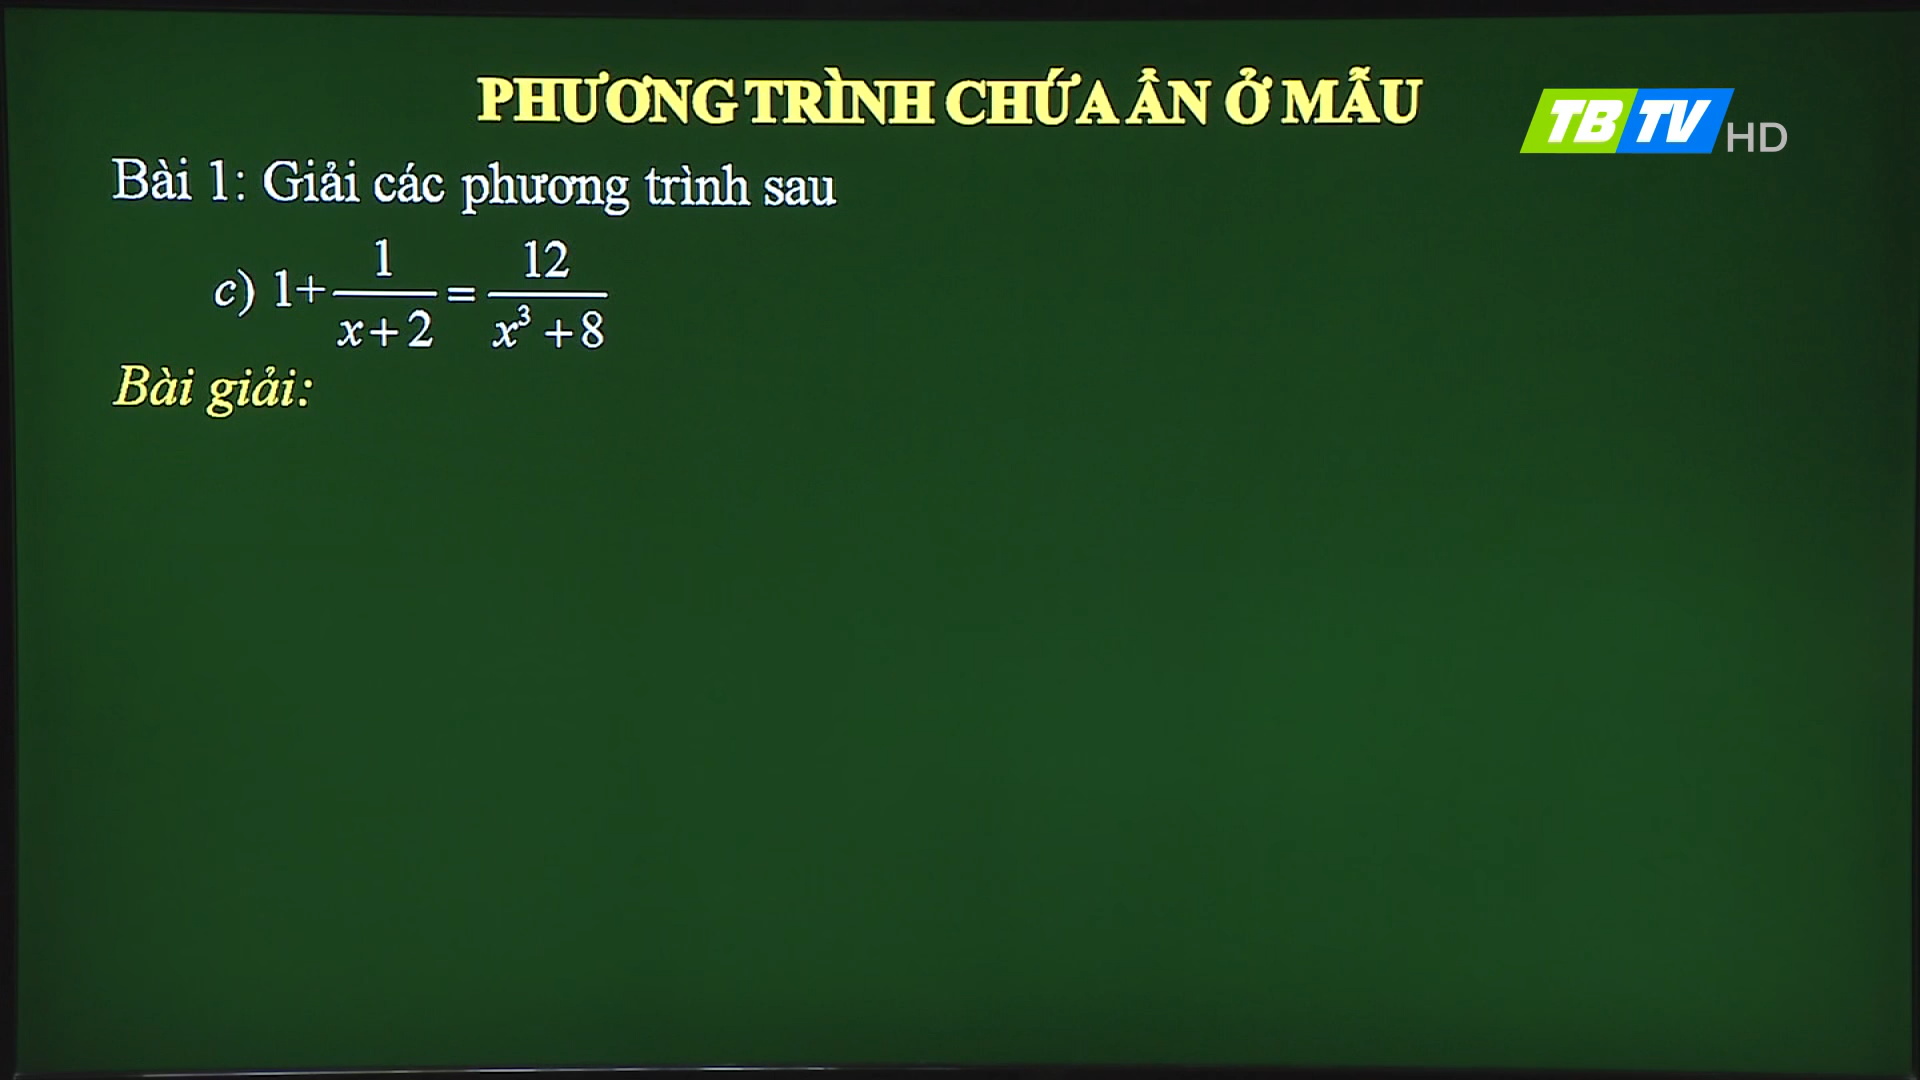 PHƯƠNG TRÌNH CHỨA ẨN Ở MẪU
TBTV HD
Bài 1: Giải các phương trình sau
c) 1 + 1/(x+2) = 12/(x³+8)
Bài giải: